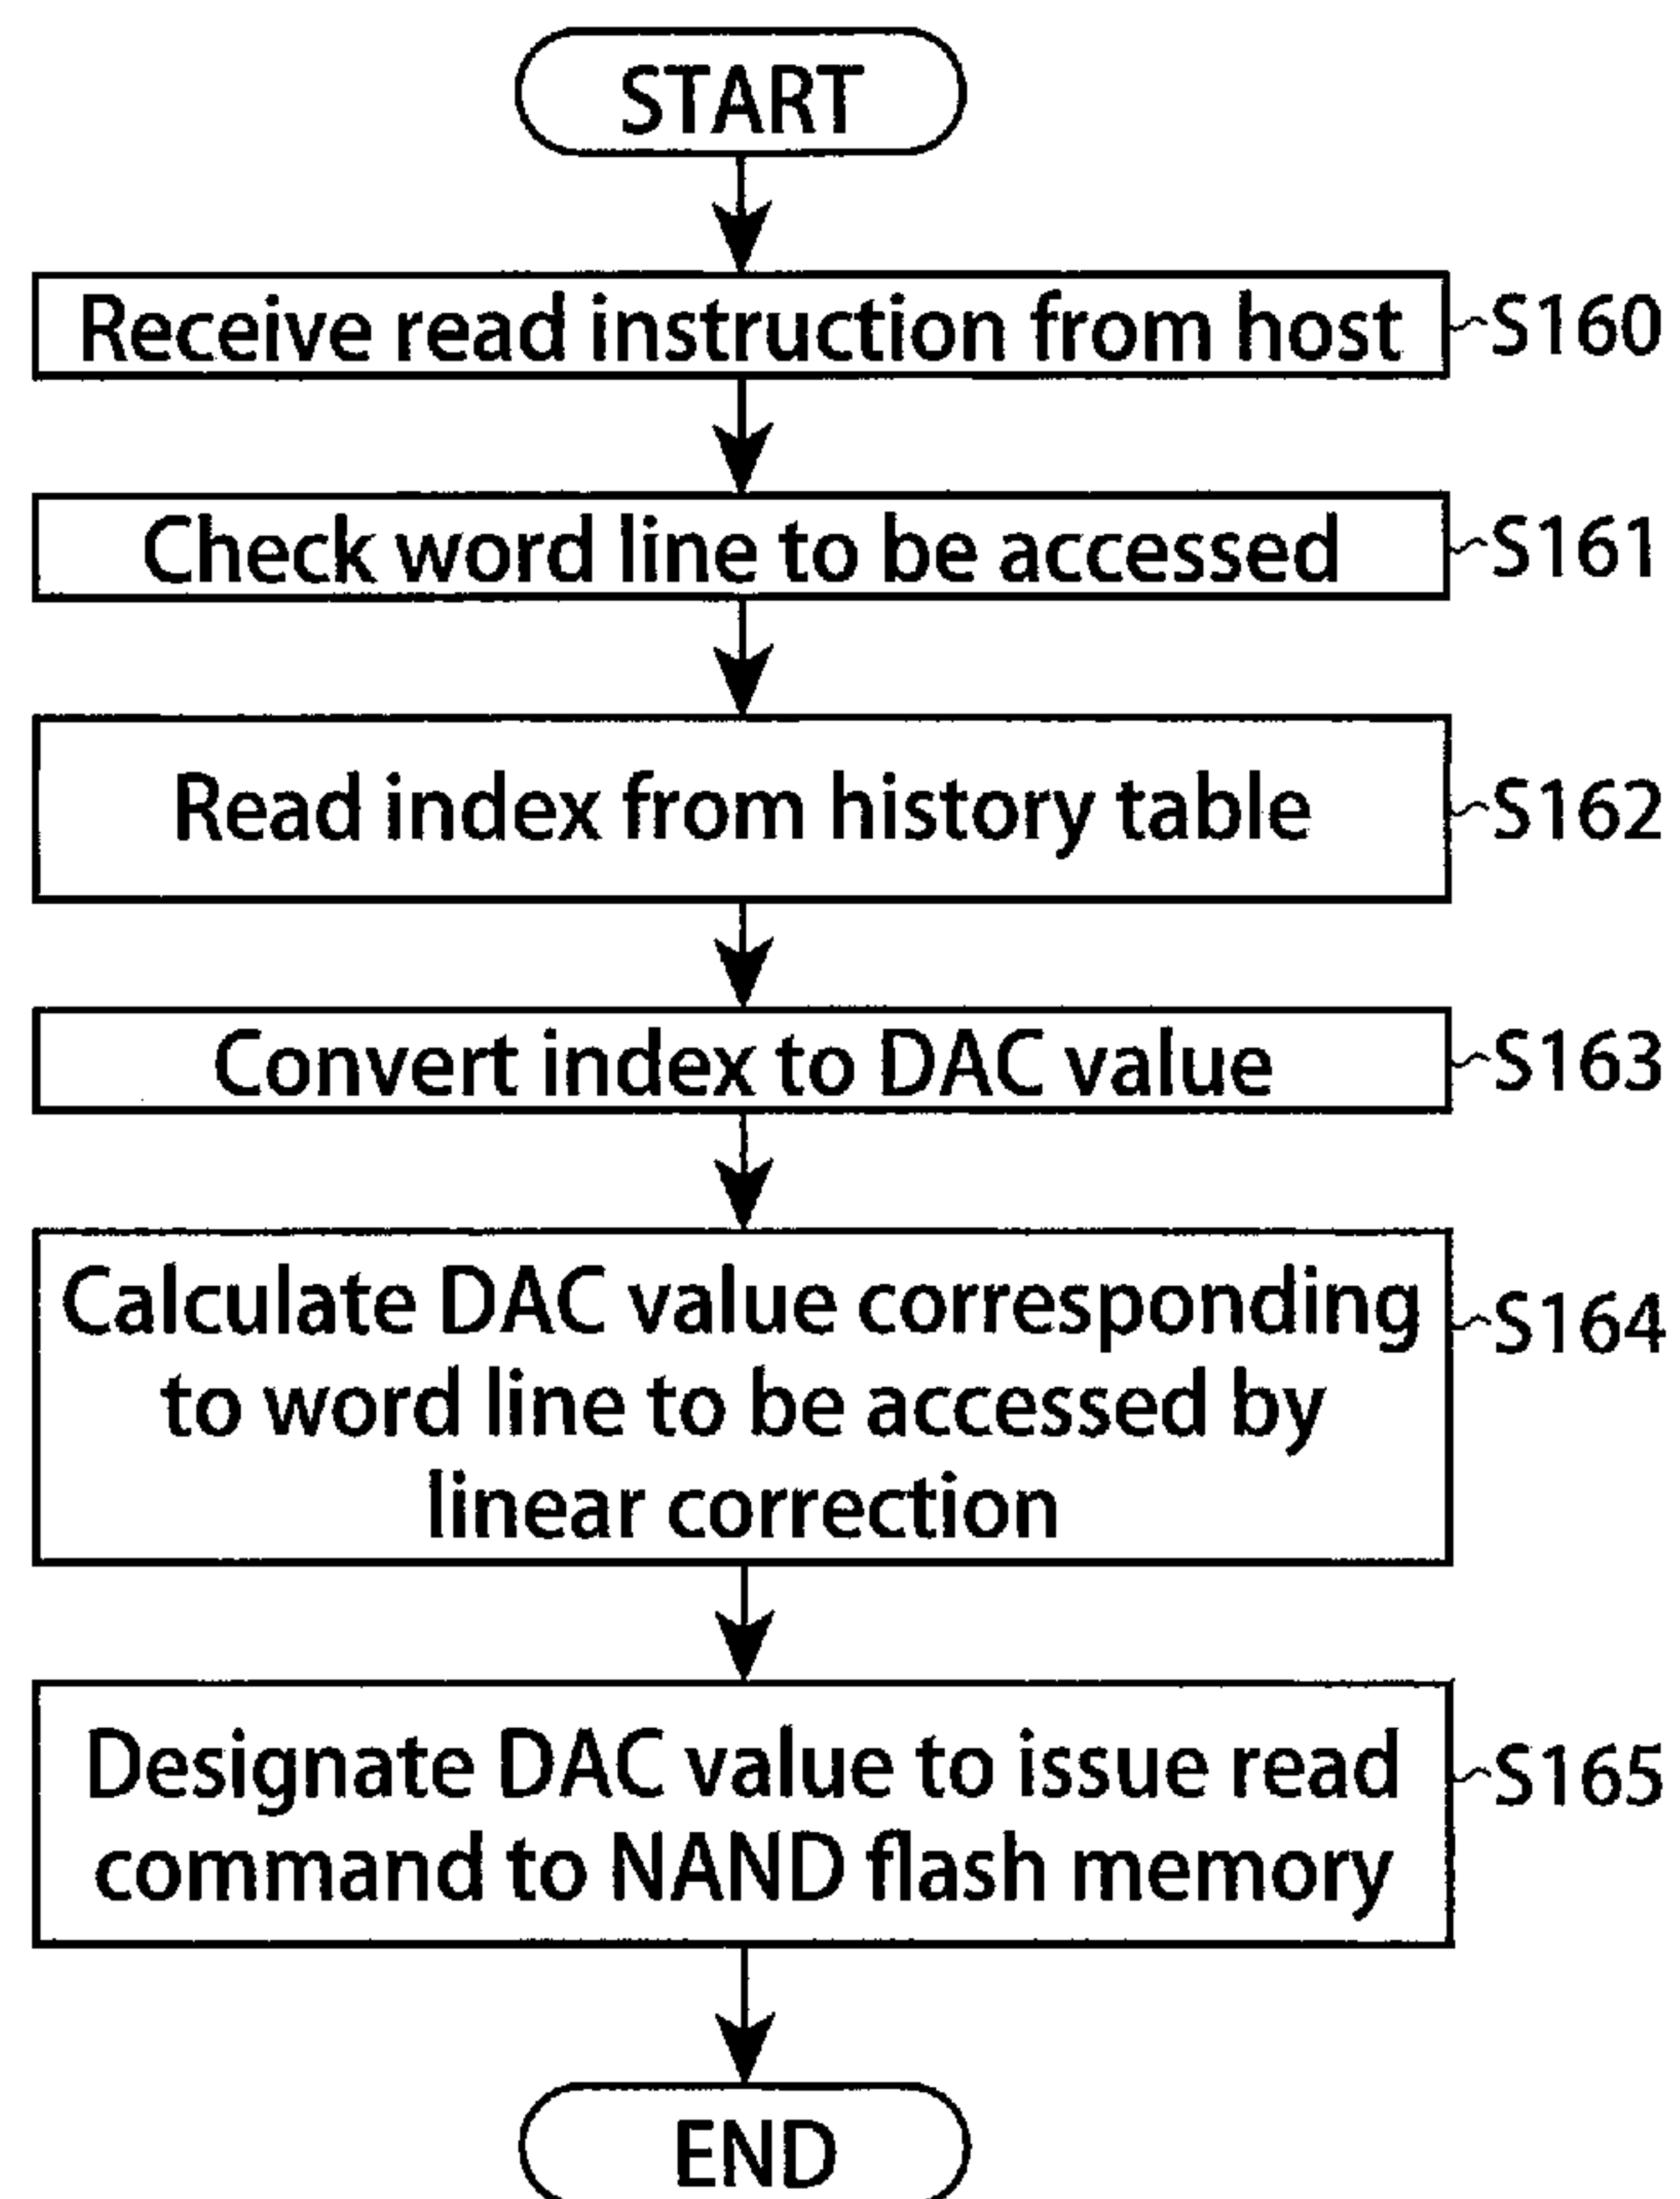 START
Receive read instruction from host
S160
Check word line to be accessed
S161
Read index from history table
S162
Convert index to DAC value
S163
Calculate DAC value corresponding
S164
to word line to be accessed by
linear correction
Designate DAC value to issue read
S165
command to NAND flash memory
END